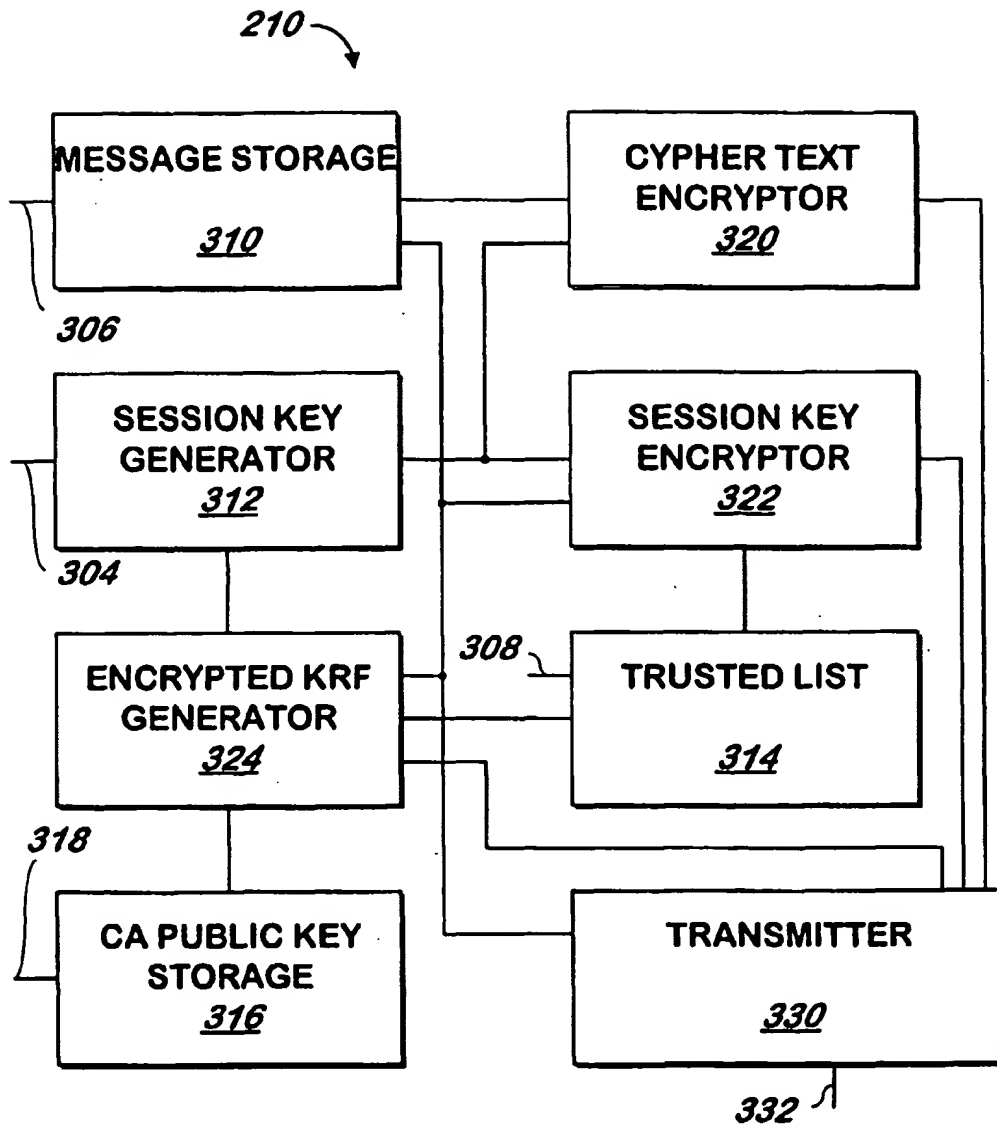 210
MESSAGE STORAGE
310
306
CYPHER TEXT
ENCRYPTOR
320
SESSION KEY
GENERATOR
312
304
SESSION KEY
ENCRYPTOR
322
ENCRYPTED KRF
GENERATOR
324
308
TRUSTED LIST
314
318
CA PUBLIC KEY
STORAGE
316
TRANSMITTER
330
332